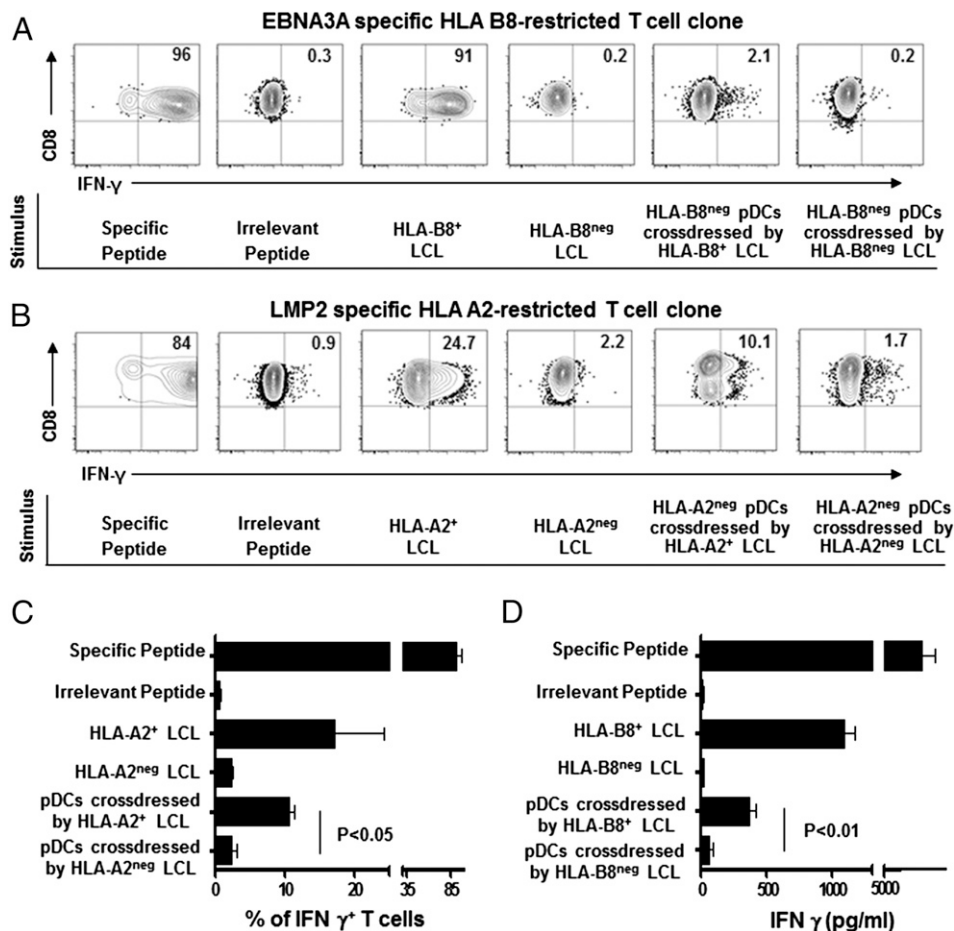 A
EBNA3A specific HLA B8-restricted T cell clone
96 0.3 91 0.2 2.1 0.2
CD8
IFN-γ
Stimulus
Specific Peptide
Irrelevant Peptide
HLA-B8+ LCL
HLA-B8neg LCL
HLA-B8neg pDCs crossdressed by HLA-B8+ LCL
HLA-B8neg pDCs crossdressed by HLA-B8neg LCL
B
LMP2 specific HLA A2-restricted T cell clone
84 0.9 24.7 2.2 10.1 1.7
CD8
IFN-γ
Stimulus
Specific Peptide
Irrelevant Peptide
HLA-A2+ LCL
HLA-A2neg LCL
HLA-A2neg pDCs crossdressed by HLA-A2+ LCL
HLA-A2neg pDCs crossdressed by HLA-A2neg LCL
C
Specific Peptide
Irrelevant Peptide
HLA-A2+ LCL
HLA-A2neg LCL
pDCs crossdressed
by HLA-A2+ LCL
pDCs crossdressed
by HLA-A2neg LCL
P<0.05
0 10 20 35 85
% of IFN γ+ T cells
D
Specific Peptide
Irrelevant Peptide
HLA-B8+ LCL
HLA-B8neg LCL
pDCs crossdressed
by HLA-B8+ LCL
pDCs crossdressed
by HLA-B8neg LCL
P<0.01
0 500 1000 5000
IFN γ (pg/ml)